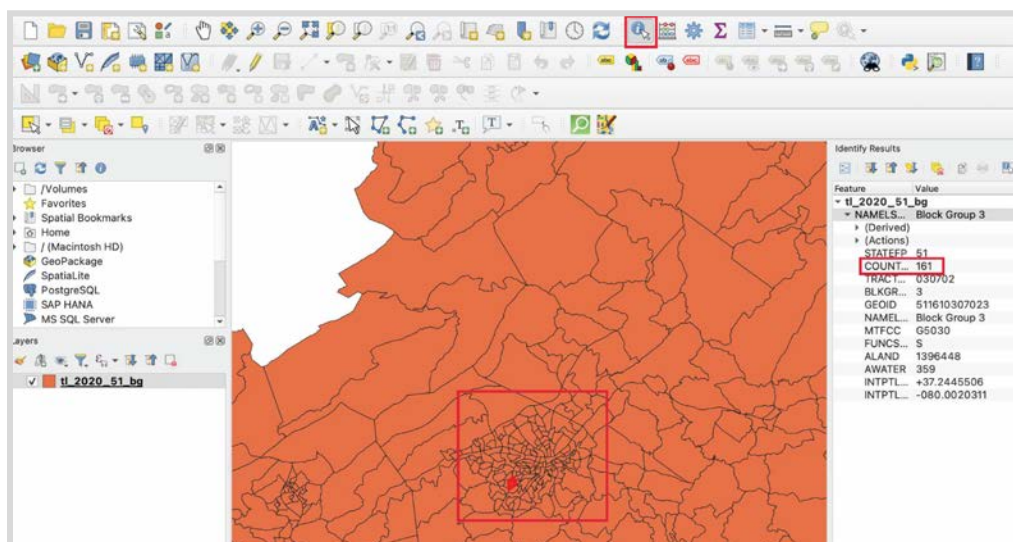 Browser
/Volumes
Favorites
Spatial Bookmarks
Home
/ (Macintosh HD)
GeoPackage
SpatiaLite
PostgreSQL
SAP HANA
MS SQL Server
Layers
tl_2020_51_bg
Identify Results
Feature Value
tl_2020_51_bg
NAMELS... Block Group 3
(Derived)
(Actions)
STATEFP 51
COUNT... 161
TRACT... 030702
BLKGR... 3
GEOID 511610307023
NAMEL... Block Group 3
MTFCC G5030
FUNCS... S
ALAND 1396448
AWATER 359
INTPTL... +37.2445506
INTPTL... -080.0020311